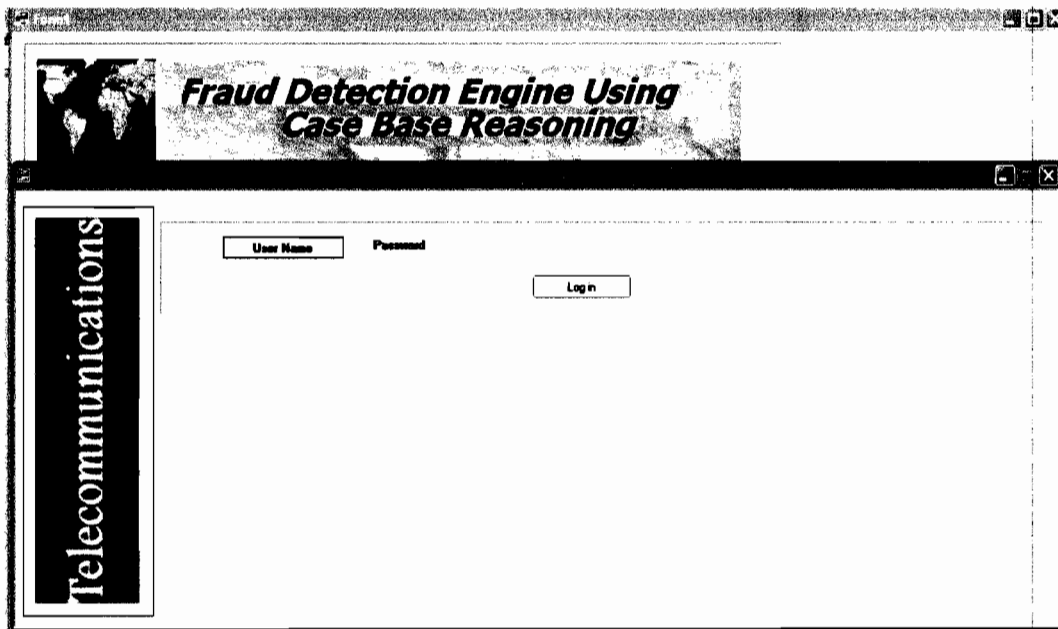 Fraud Detection Engine Using
Case Base Reasoning
Telecommunications
User Name
Password
Log in